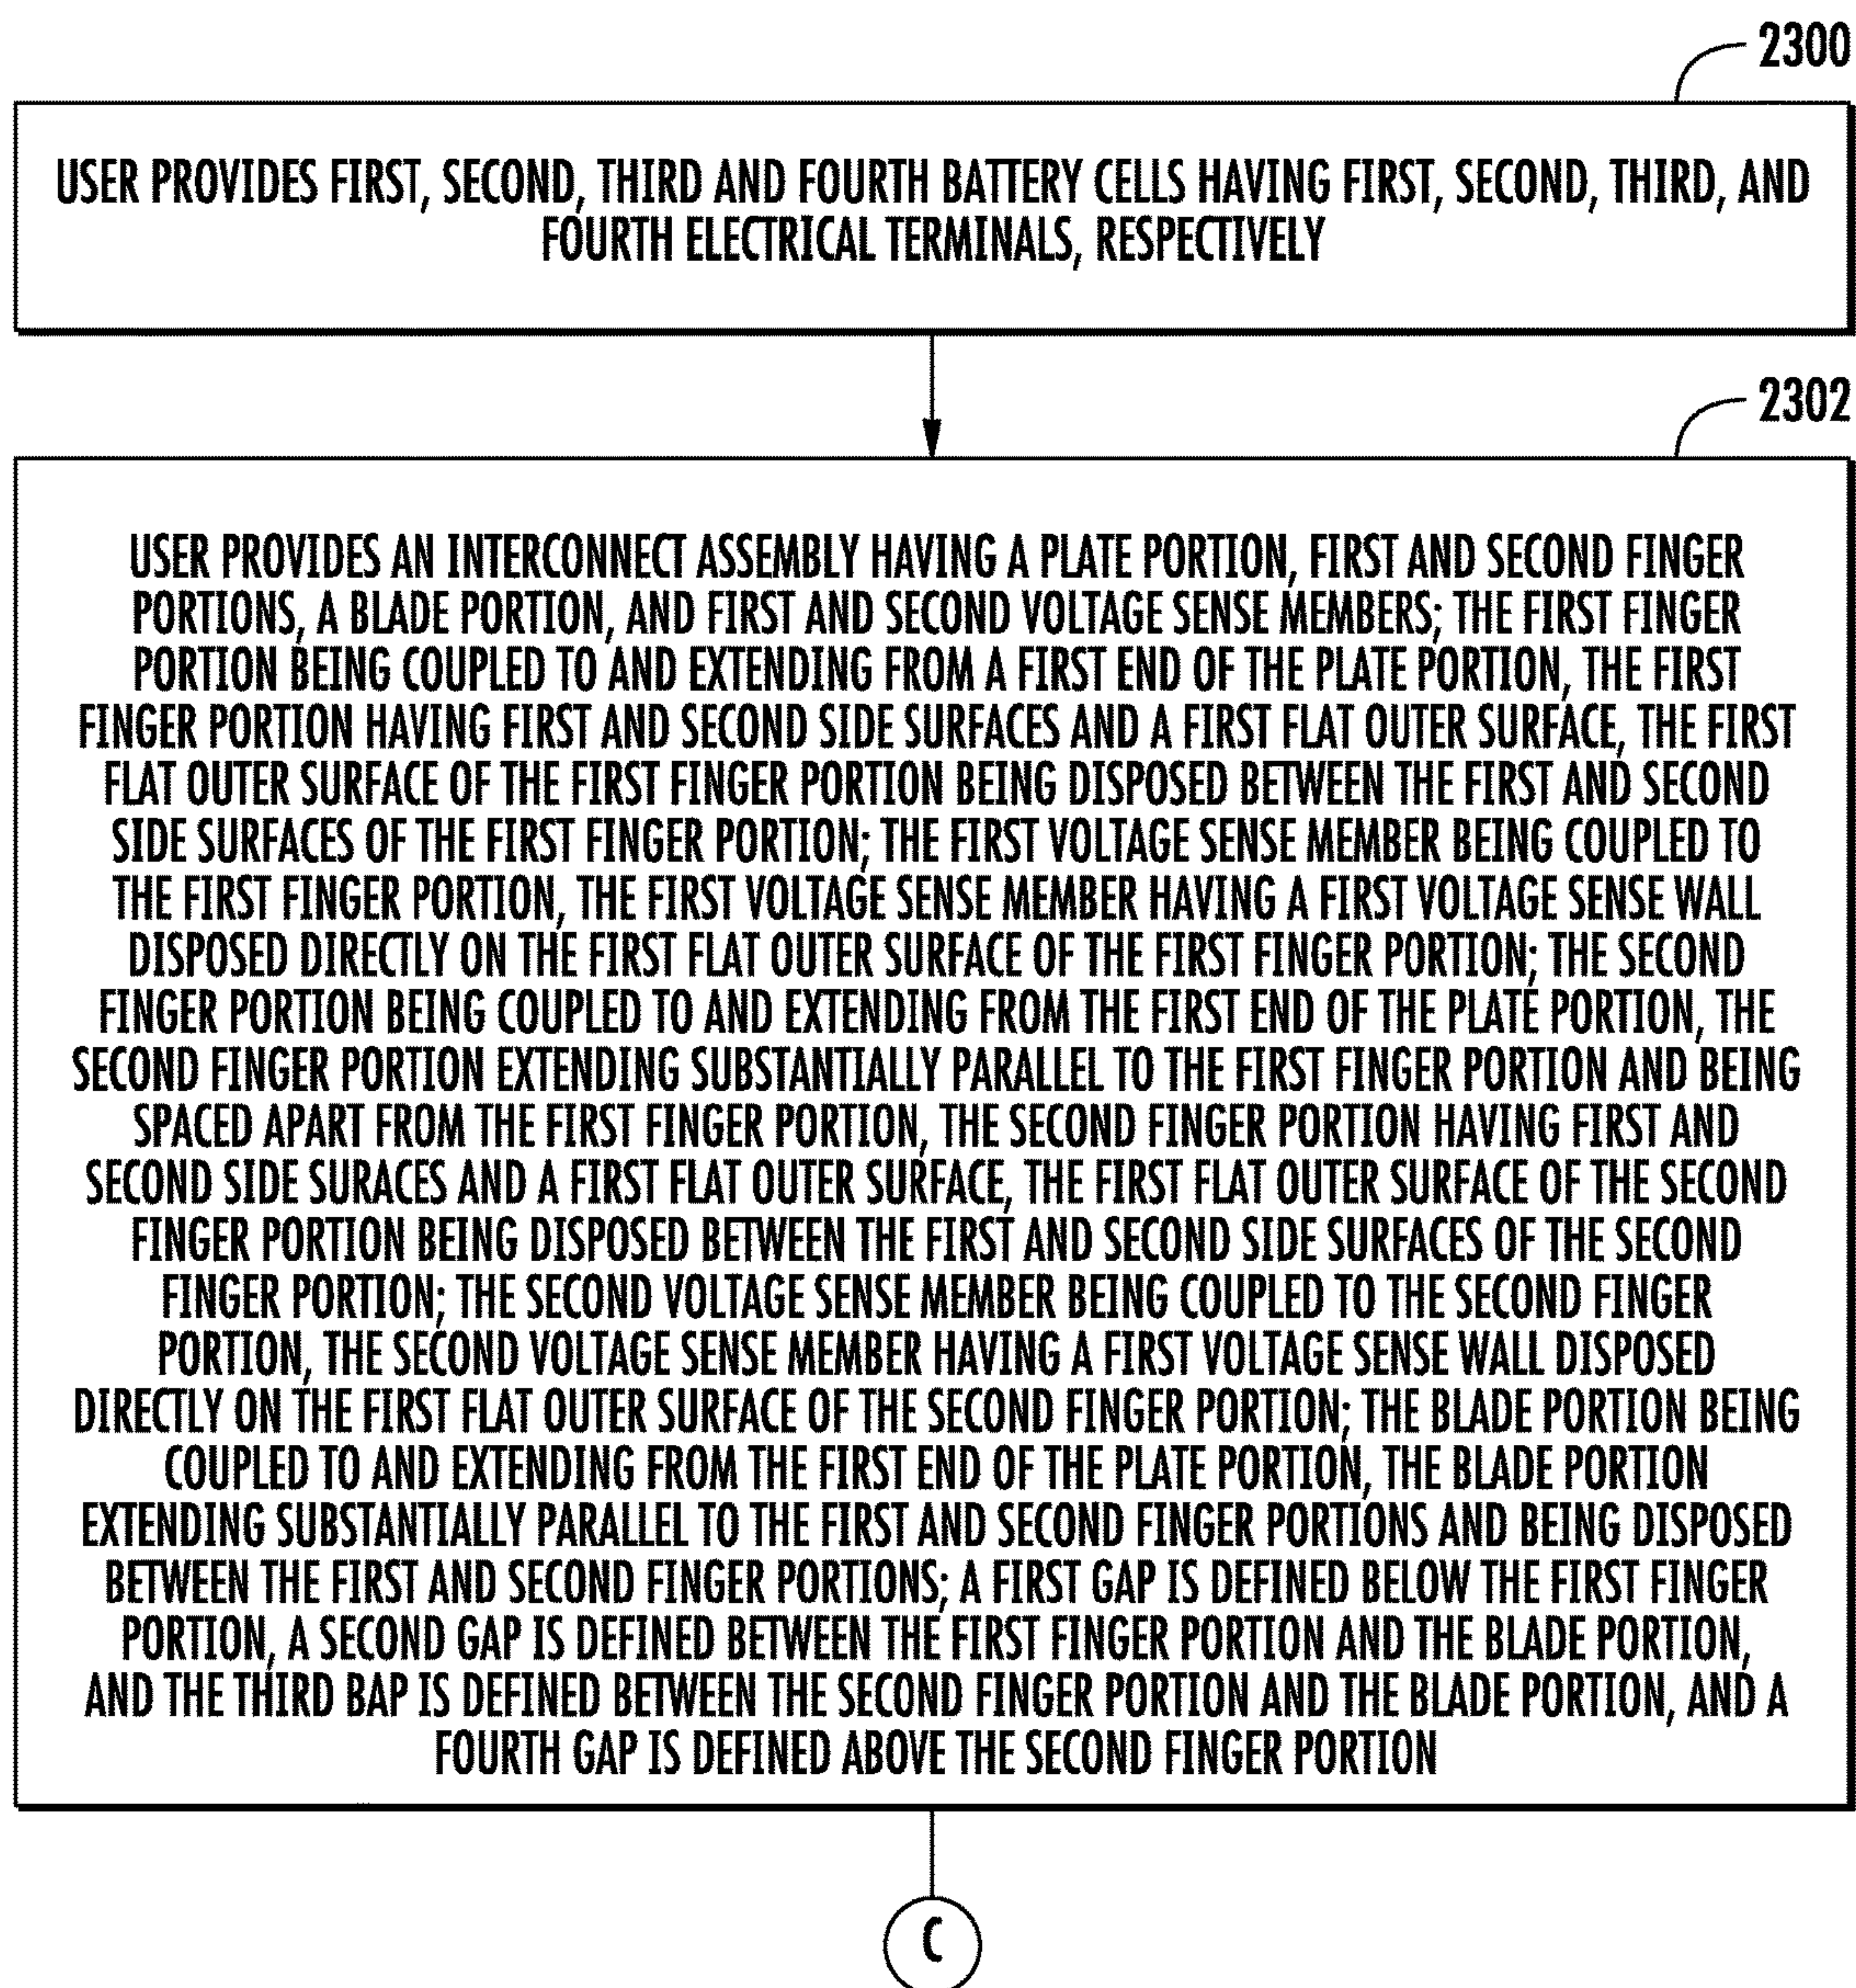 2300
USER PROVIDES FIRST, SECOND, THIRD AND FOURTH BATTERY CELLS HAVING FIRST, SECOND, THIRD, AND
FOURTH ELECTRICAL TERMINALS, RESPECTIVELY
2302
USER PROVIDES AN INTERCONNECT ASSEMBLY HAVING A PLATE PORTION, FIRST AND SECOND FINGER
PORTIONS, A BLADE PORTION, AND FIRST AND SECOND VOLTAGE SENSE MEMBERS; THE FIRST FINGER
PORTION BEING COUPLED TO AND EXTENDING FROM A FIRST END OF THE PLATE PORTION, THE FIRST
FINGER PORTION HAVING FIRST AND SECOND SIDE SURFACES AND A FIRST FLAT OUTER SURFACE, THE FIRST
FLAT OUTER SURFACE OF THE FIRST FINGER PORTION BEING DISPOSED BETWEEN THE FIRST AND SECOND
SIDE SURFACES OF THE FIRST FINGER PORTION; THE FIRST VOLTAGE SENSE MEMBER BEING COUPLED TO
THE FIRST FINGER PORTION, THE FIRST VOLTAGE SENSE MEMBER HAVING A FIRST VOLTAGE SENSE WALL
DISPOSED DIRECTLY ON THE FIRST FLAT OUTER SURFACE OF THE FIRST FINGER PORTION; THE SECOND
FINGER PORTION BEING COUPLED TO AND EXTENDING FROM THE FIRST END OF THE PLATE PORTION, THE
SECOND FINGER PORTION EXTENDING SUBSTANTIALLY PARALLEL TO THE FIRST FINGER PORTION AND BEING
SPACED APART FROM THE FIRST FINGER PORTION, THE SECOND FINGER PORTION HAVING FIRST AND
SECOND SIDE SURACES AND A FIRST FLAT OUTER SURFACE, THE FIRST FLAT OUTER SURFACE OF THE SECOND
FINGER PORTION BEING DISPOSED BETWEEN THE FIRST AND SECOND SIDE SURFACES OF THE SECOND
FINGER PORTION; THE SECOND VOLTAGE SENSE MEMBER BEING COUPLED TO THE SECOND FINGER
PORTION, THE SECOND VOLTAGE SENSE MEMBER HAVING A FIRST VOLTAGE SENSE WALL DISPOSED
DIRECTLY ON THE FIRST FLAT OUTER SURFACE OF THE SECOND FINGER PORTION; THE BLADE PORTION BEING
COUPLED TO AND EXTENDING FROM THE FIRST END OF THE PLATE PORTION, THE BLADE PORTION
EXTENDING SUBSTANTIALLY PARALLEL TO THE FIRST AND SECOND FINGER PORTIONS AND BEING DISPOSED
BETWEEN THE FIRST AND SECOND FINGER PORTIONS; A FIRST GAP IS DEFINED BELOW THE FIRST FINGER
PORTION, A SECOND GAP IS DEFINED BETWEEN THE FIRST FINGER PORTION AND THE BLADE PORTION,
AND THE THIRD BAP IS DEFINED BETWEEN THE SECOND FINGER PORTION AND THE BLADE PORTION, AND A
FOURTH GAP IS DEFINED ABOVE THE SECOND FINGER PORTION
C